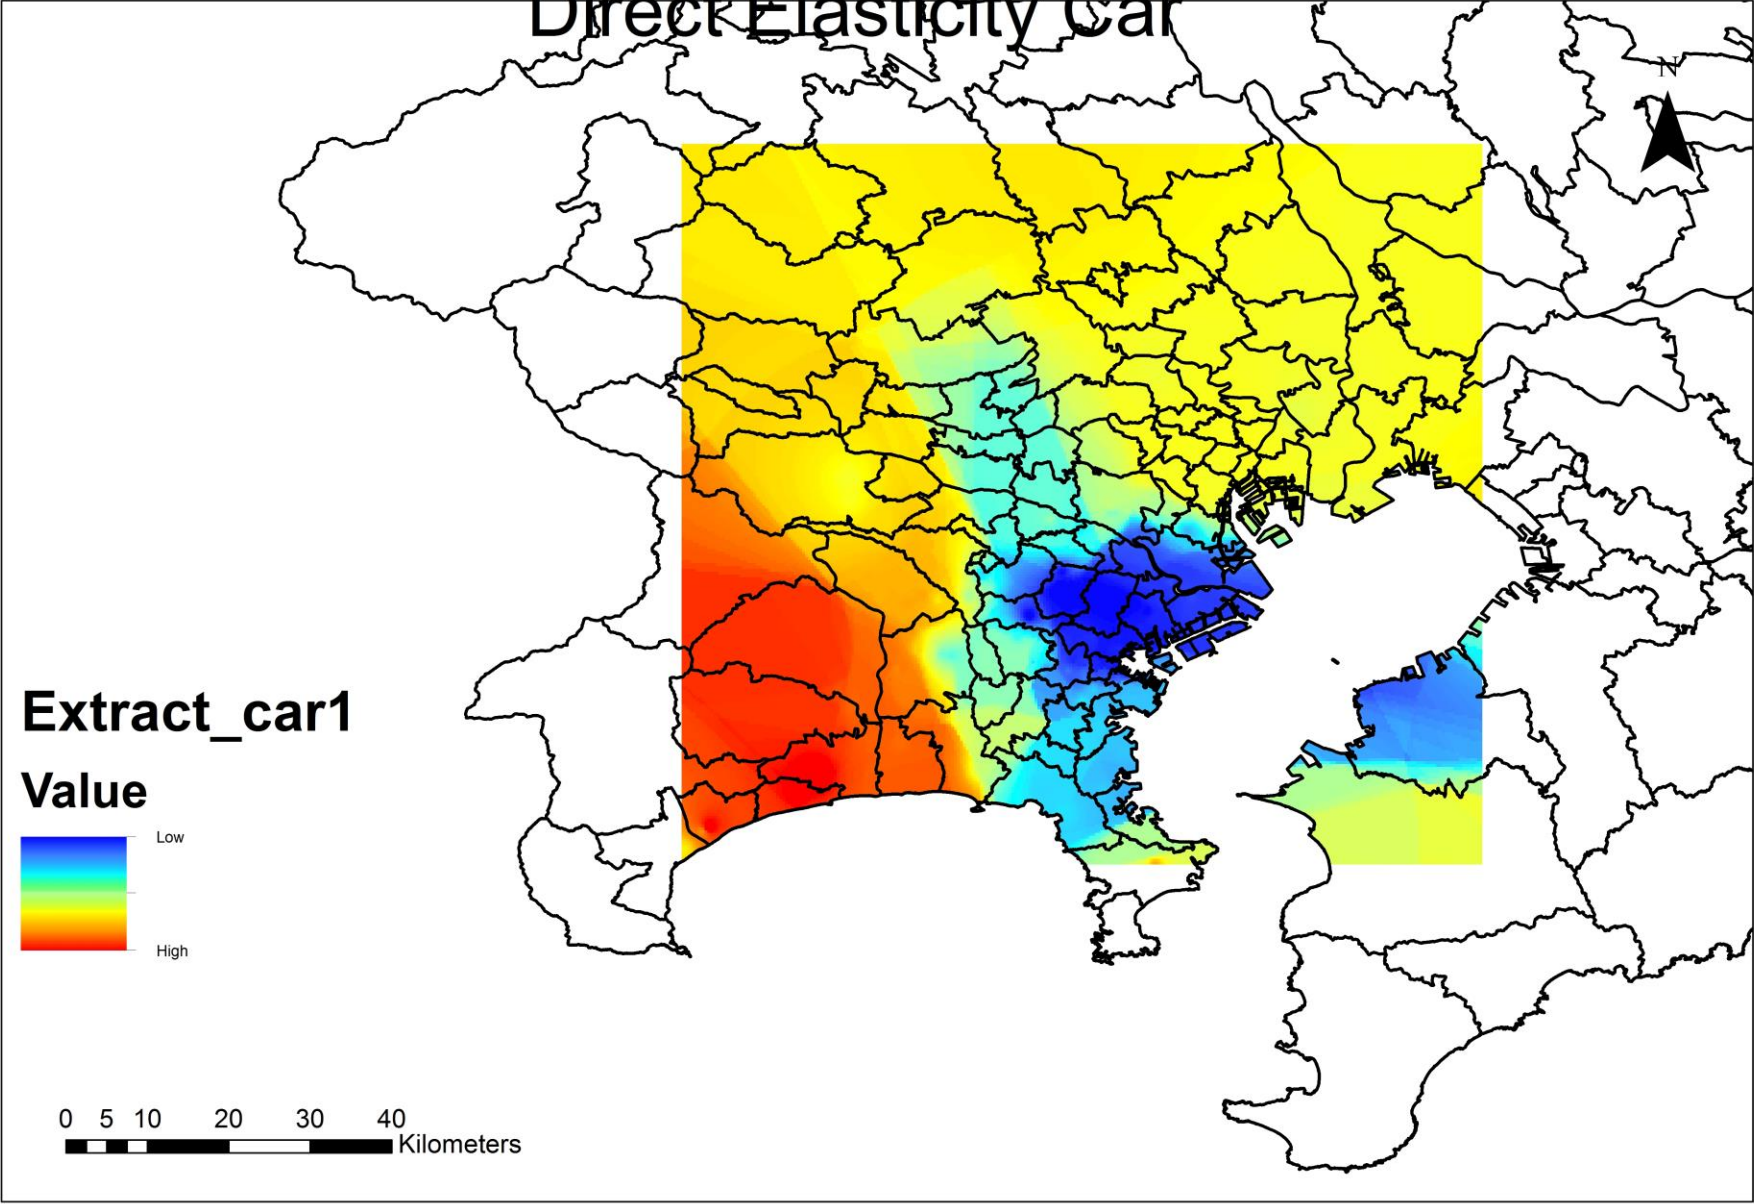 Direct Elasticity Car
N
Extract_car1
Value
Low
High
0 5 10 20 30 40
Kilometers